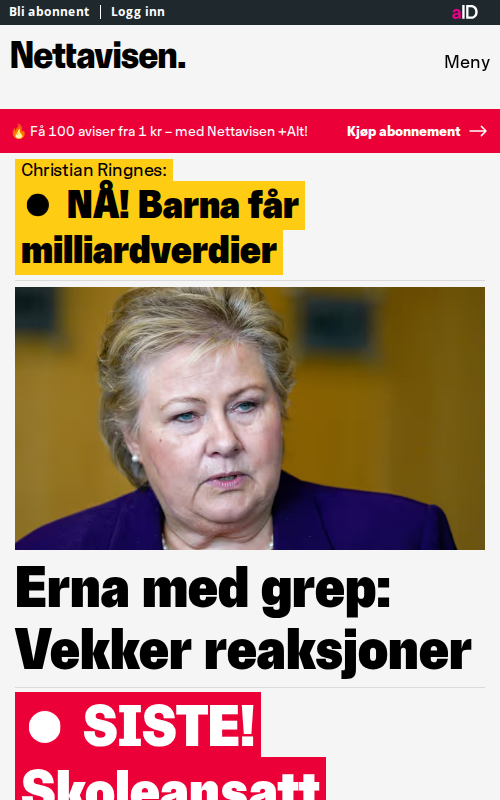 Bli abonnent
Logg inn
aID
Nettavisen.
Meny
🔥 Få 100 aviser fra 1 kr – med Nettavisen +Alt!
Kjøp abonnement →
Christian Ringnes:
● NÅ! Barna får
milliardverdier
Erna med grep:
Vekker reaksjoner
● SISTE!
Skoleansatt